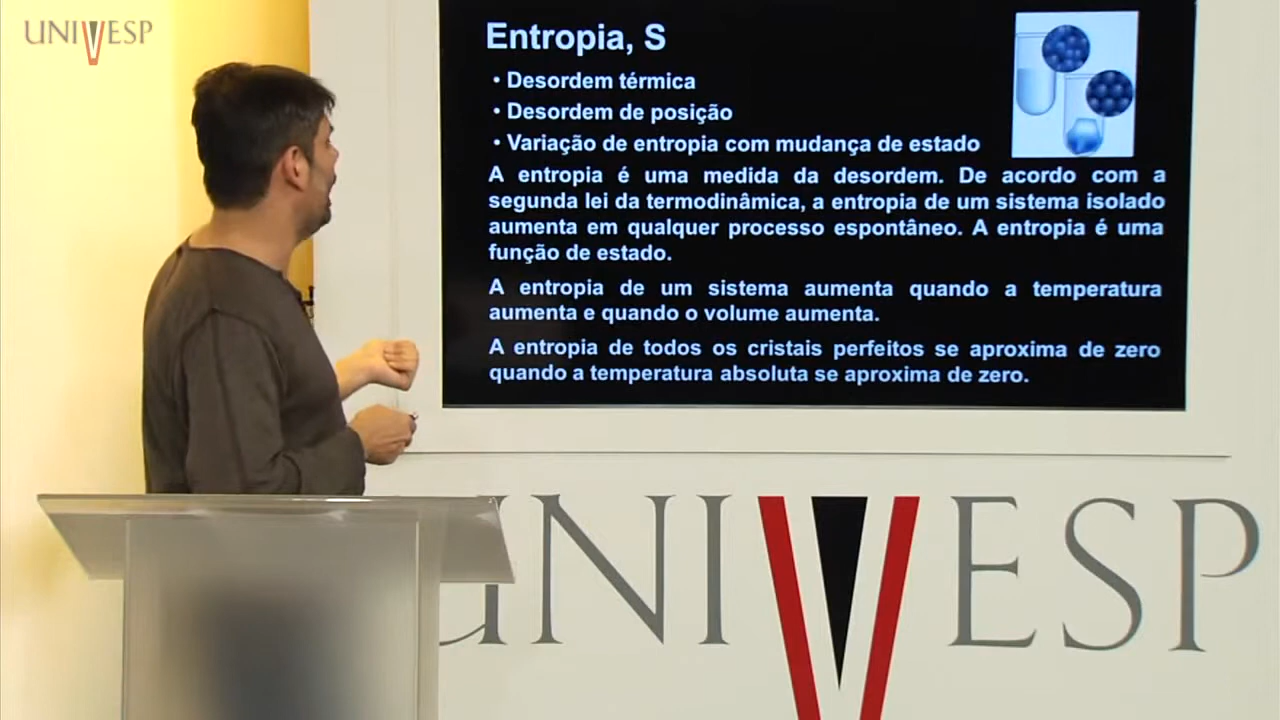 UNIVESP
Entropia, S
• Desordem térmica
• Desordem de posição
• Variação de entropia com mudança de estado
A entropia é uma medida da desordem. De acordo com a
segunda lei da termodinâmica, a entropia de um sistema isolado
aumenta em qualquer processo espontâneo. A entropia é uma
função de estado.
A entropia de um sistema aumenta quando a temperatura
aumenta e quando o volume aumenta.
A entropia de todos os cristais perfeitos se aproxima de zero
quando a temperatura absoluta se aproxima de zero.
UNIVESP